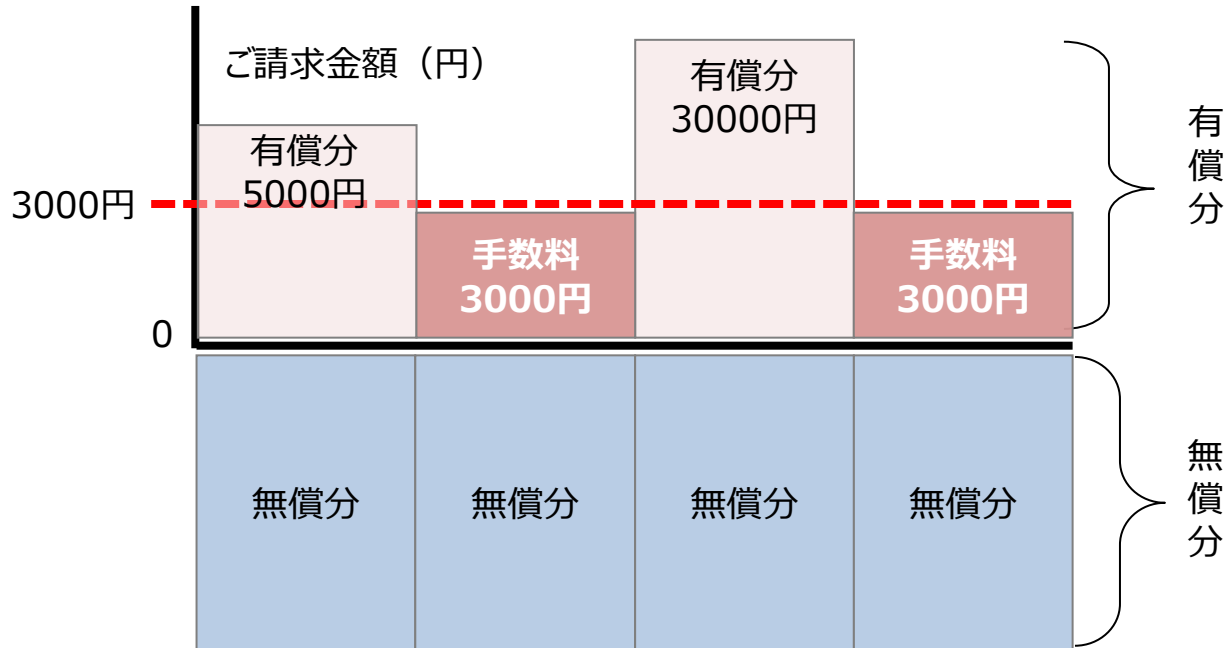 ご請求金額（円）
有償分
5000円
有償分
30000円
3000円
手数料
3000円
手数料
3000円
0
有償分
無償分
無償分
無償分
無償分
無償分